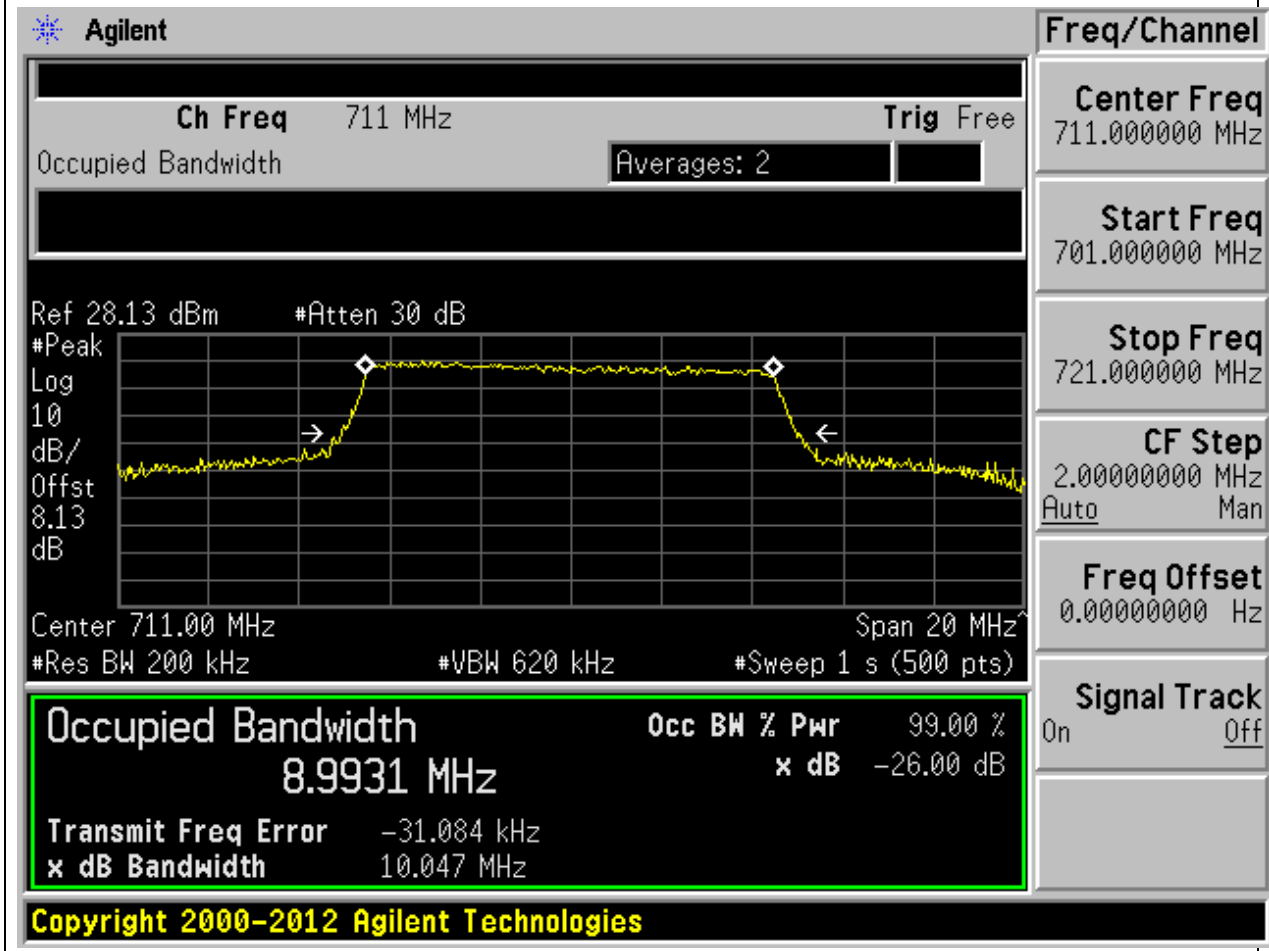 Agilent
Freq/Channel
Ch Freq 711 MHz Trig Free
Occupied Bandwidth Averages: 2
Ref 28.13 dBm #Atten 30 dB
#Peak
Log
10
dB/
Offst
8.13
dB
Center 711.00 MHz Span 20 MHz^
#Res BW 200 kHz #VBW 620 kHz #Sweep 1 s (500 pts)
Occupied Bandwidth Occ BW % Pwr 99.00 %
8.9931 MHz x dB -26.00 dB
Transmit Freq Error -31.084 kHz
x dB Bandwidth 10.047 MHz
Center Freq
711.000000 MHz
Start Freq
701.000000 MHz
Stop Freq
721.000000 MHz
CF Step
2.00000000 MHz
Auto Man
Freq Offset
0.00000000 Hz
Signal Track
On Off
Copyright 2000-2012 Agilent Technologies